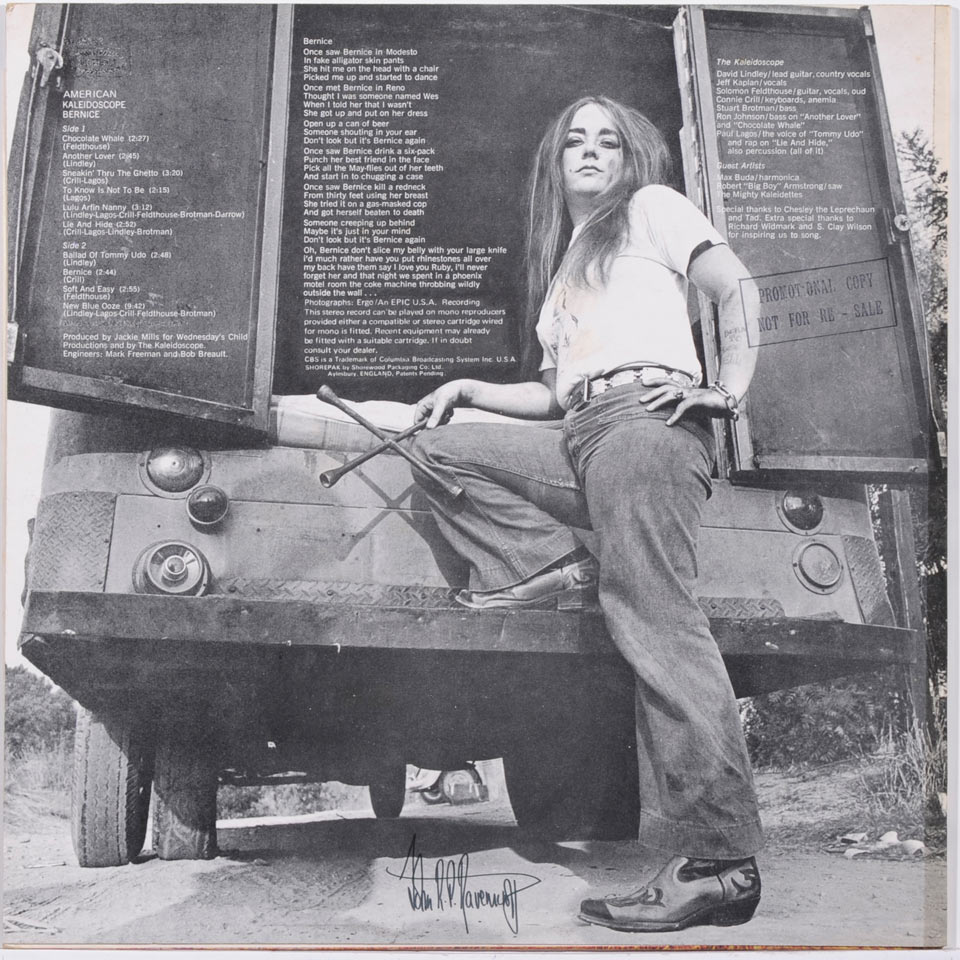 AMERICAN
KALEIDOSCOPE
BERNICE
Side 1
Chocolate Whale (2:27)
(Feldthouse)
Another Lover (2:45)
(Lindley)
Sneakin' Thru The Ghetto (3:20)
(Crill-Lagos)
To Know Is Not To Be (2:15)
(Lagos)
Lulu Arfin Nanny (3:12)
(Lindley-Lagos-Crill-Feldthouse-Brotman-Darrow)
Lie And Hide (2:52)
(Crill-Lagos-Lindley-Brotman)
Side 2
Ballad Of Tommy Udo (2:48)
(Lindley)
Bernice (2:44)
(Crill)
Soft And Easy (2:55)
(Feldthouse)
New Blue Ooze (9:42)
(Lindley-Lagos-Crill-Feldthouse-Brotman)
Produced by Jackie Mills for Wednesday's Child
Productions and by The Kaleidoscope.
Engineers: Mark Freeman and Bob Breault.
Bernice
Once saw Bernice in Modesto
In fake alligator skin pants
She hit me on the head with a chair
Picked me up and started to dance
Once met Bernice in Reno
Thought I was someone named Wes
When I told her that I wasn't
She got up and put on her dress
Open up a can of beer
Someone shouting in your ear
Don't look but it's Bernice again
Once saw Bernice drink a six-pack
Punch her best friend in the face
Pick all the May-flies out of her teeth
And start in to chugging a case
Once saw Bernice kill a redneck
From thirty feet using her breast
She tried it on a gas-masked cop
And got herself beaten to death
Someone creeping up behind
Maybe it's just in your mind
Don't look but it's Bernice again
Oh, Bernice don't slice my belly with your large knife
I'd much rather have you put rhinestones all over
my back have them say I love you Ruby, I'll never
forget her and that night we spent in a phoenix
motel room the coke machine throbbing wildly
outside the wall . . .
Photographs: Ergo/An EPIC U.S.A. Recording
This stereo record can be played on mono reproducers
provided either a compatible or stereo cartridge wired
for mono is fitted. Recent equipment may already
be fitted with a suitable cartridge. If in doubt
consult your dealer.
CBS is a Trademark of Columbia Broadcasting System Inc. U.S.A.
SHOREPAK by Shorewood Packaging Co. Ltd.
Aylesbury, ENGLAND, Patents Pending.
The Kaleidoscope
David Lindley/lead guitar, country vocals
Jeff Kaplan/vocals
Solomon Feldthouse/guitar, vocals, oud
Connie Crill/keyboards, anemia
Stuart Brotman/bass
Ron Johnson/bass on "Another Lover"
and "Chocolate Whale"
Paul Lagos/the voice of "Tommy Udo"
and rap on "Lie And Hide,"
also percussion (all of it)
Guest Artists
Max Buda/harmonica
Robert "Big Boy" Armstrong/saw
The Mighty Kaleidettes
Special thanks to Chesley the Leprechaun
and Tad. Extra special thanks to
Richard Widmark and S. Clay Wilson
for inspiring us to song.
PROMOTIONAL COPY
NOT FOR RE - SALE
John R.P. Ravenscroft